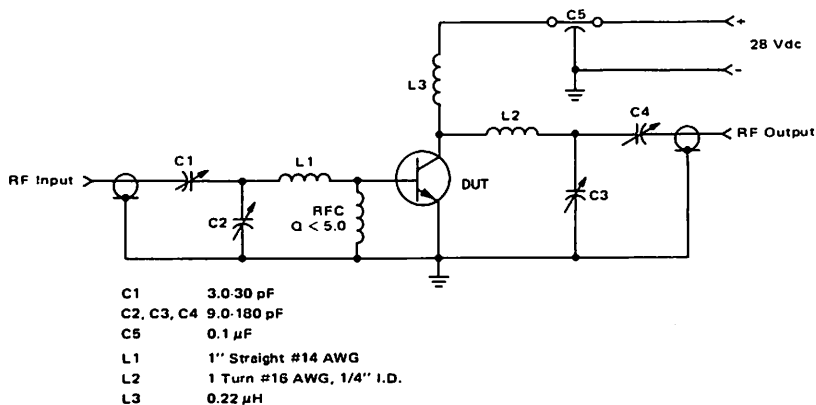 C5
+
28 Vdc
-
L3
L2
C4
RF Output
C1
L1
RF Input
DUT
C2
RFC
Q < 5.0
C3
C1 3.0-30 pF
C2, C3, C4 9.0-180 pF
C5 0.1 µF
L1 1" Straight #14 AWG
L2 1 Turn #16 AWG, 1/4" I.D.
L3 0.22 µH